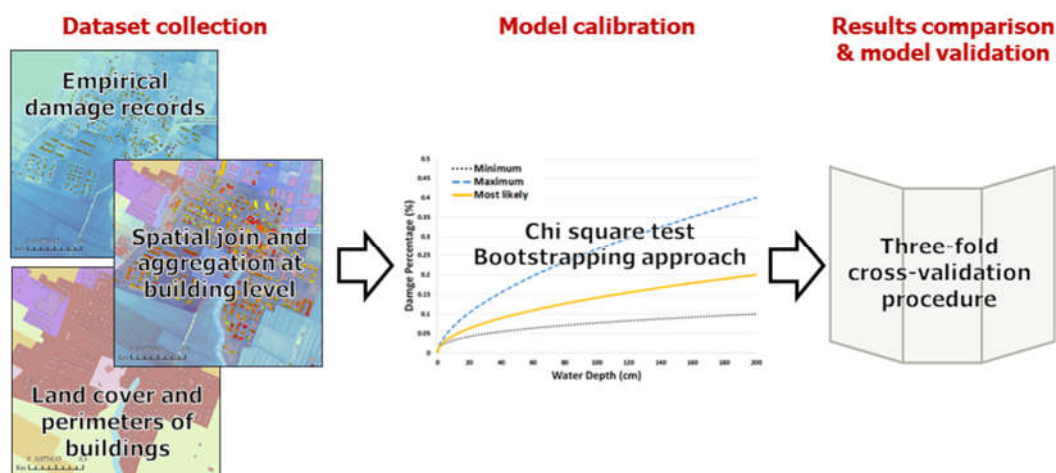 Dataset collection
Model calibration
Results comparison
& model validation
Empirical
damage records
Spatial join and
aggregation at
building level
Land cover and
perimeters of
buildings
Damge Percentage (%)
0.5
0.45
0.4
0.35
0.3
0.25
0.2
0.15
0.1
0.05
0
Minimum
Maximum
Most likely
Chi square test
Bootstrapping approach
0 20 40 60 80 100 120 140 160 180 200
Water Depth (cm)
Three-fold
cross-validation
procedure